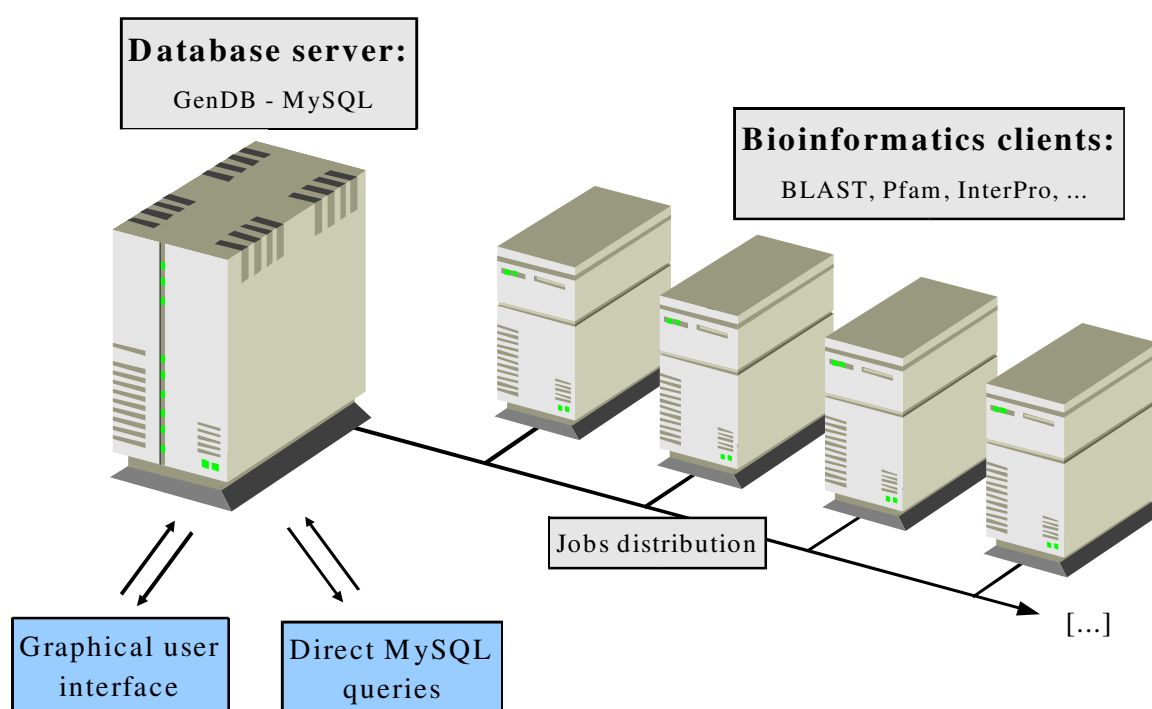 Database server:
GenDB - MySQL
Bioinformatics clients:
BLAST, Pfam, InterPro, ...
Jobs distribution
[...]
Graphical user
interface
Direct MySQL
queries